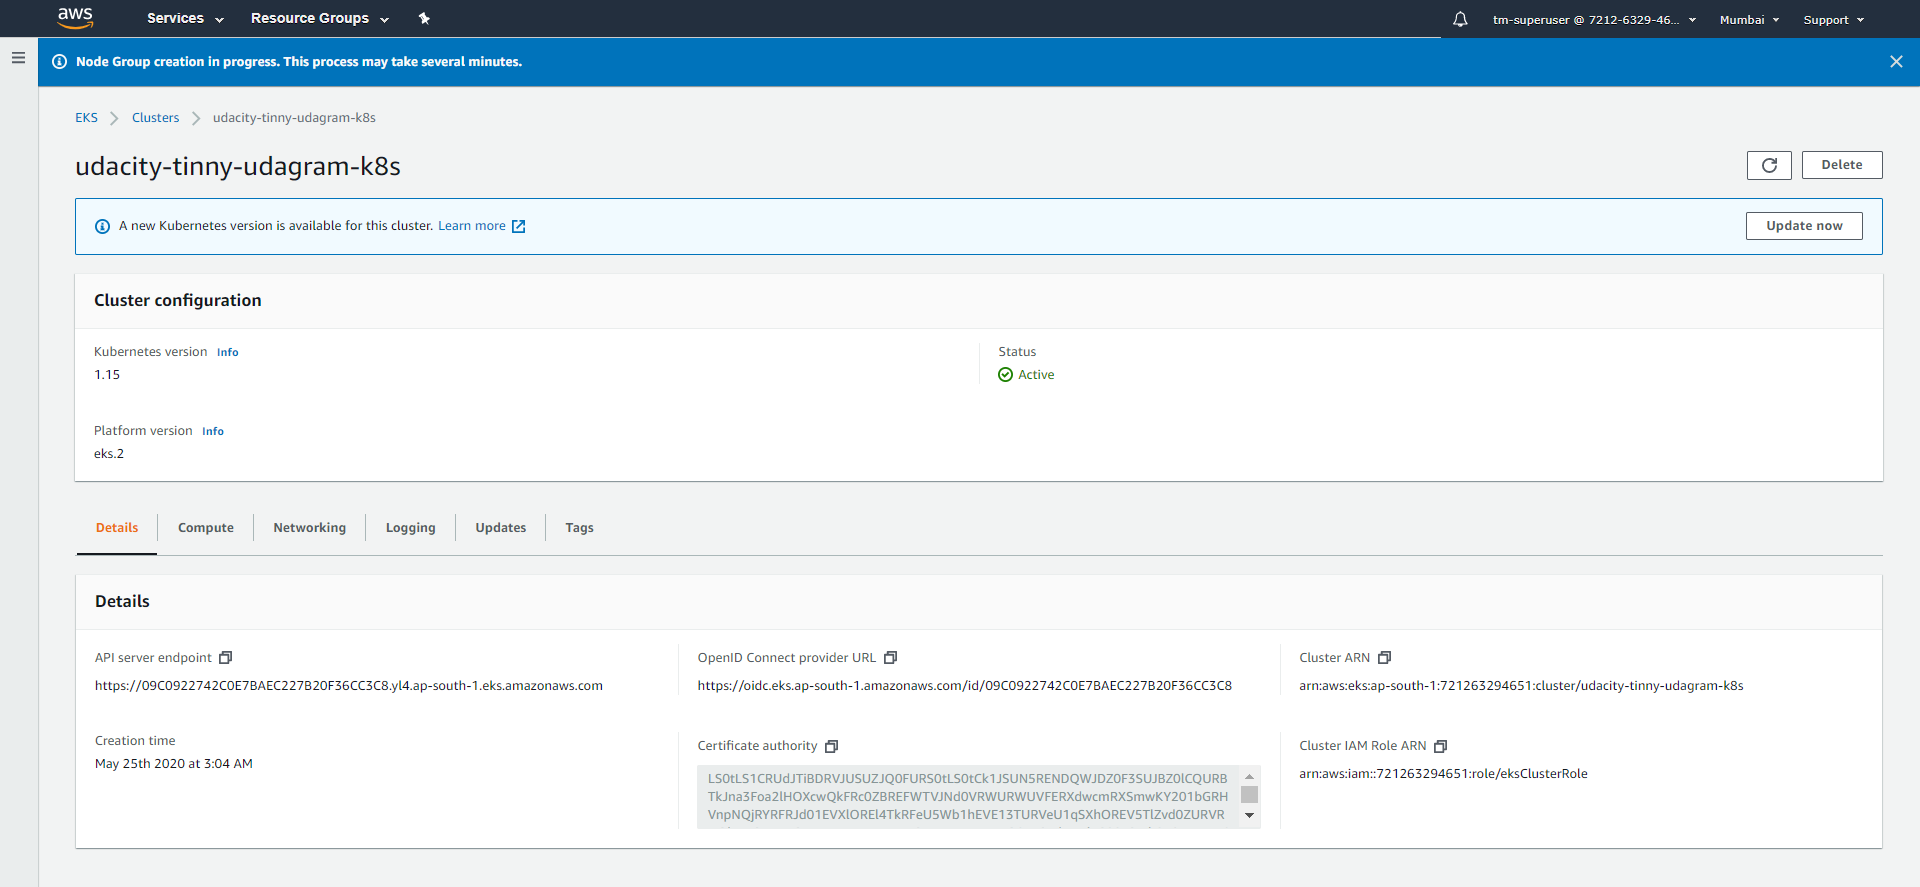 aws Services Resource Groups tm-superuser @ 7212-6329-46... Mumbai Support
Node Group creation in progress. This process may take several minutes.
EKS Clusters udacity-tinny-udagram-k8s
udacity-tinny-udagram-k8s
Delete
A new Kubernetes version is available for this cluster. Learn more
Update now
Cluster configuration
Kubernetes version Info
1.15
Status
Active
Platform version Info
eks.2
Details Compute Networking Logging Updates Tags
Details
API server endpoint
https://09C0922742C0E7BAEC227B20F36CC3C8.yl4.ap-south-1.eks.amazonaws.com
OpenID Connect provider URL
https://oidc.eks.ap-south-1.amazonaws.com/id/09C0922742C0E7BAEC227B20F36CC3C8
Cluster ARN
arn:aws:eks:ap-south-1:721263294651:cluster/udacity-tinny-udagram-k8s
Creation time
May 25th 2020 at 3:04 AM
Certificate authority
LS0tLS1CRUdJTiBDRVJUSUZJQ0FURS0tLS0tCk1JSUN5RENDQWJDZ0F3SUJBZ0lCQURB
TkJna3Foa2lHOXcwQkFRc0ZBREFWTVJNd0VRWURWUVFERXdwcmRXSmwKY201bGRH
VnpNQjRYRFRJd01EVXlOREl4TkRFeU5Wb1hEVE13TURVeU1qSXhOREV5TlZvd0ZURVR
Cluster IAM Role ARN
arn:aws:iam::721263294651:role/eksClusterRole